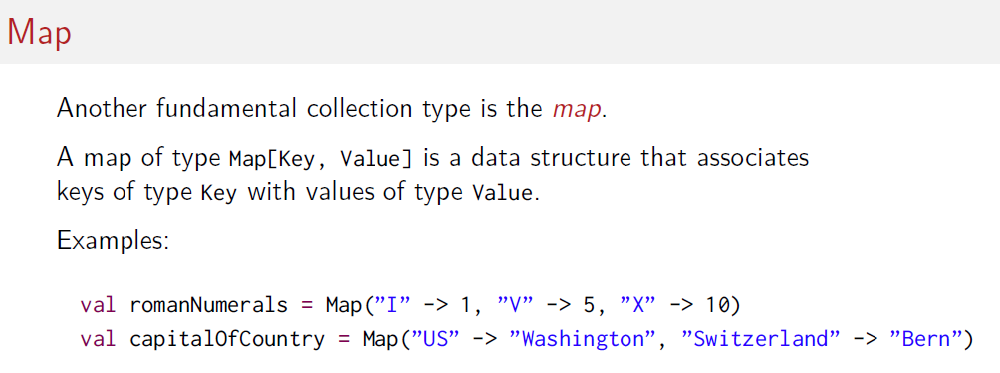 Map
Another fundamental collection type is the map.
A map of type Map[Key, Value] is a data structure that associates
keys of type Key with values of type Value.
Examples:
val romanNumerals = Map(”I” -> 1, ”V” -> 5, ”X” -> 10)
val capitalOfCountry = Map(”US” -> ”Washington”, ”Switzerland” -> ”Bern”)